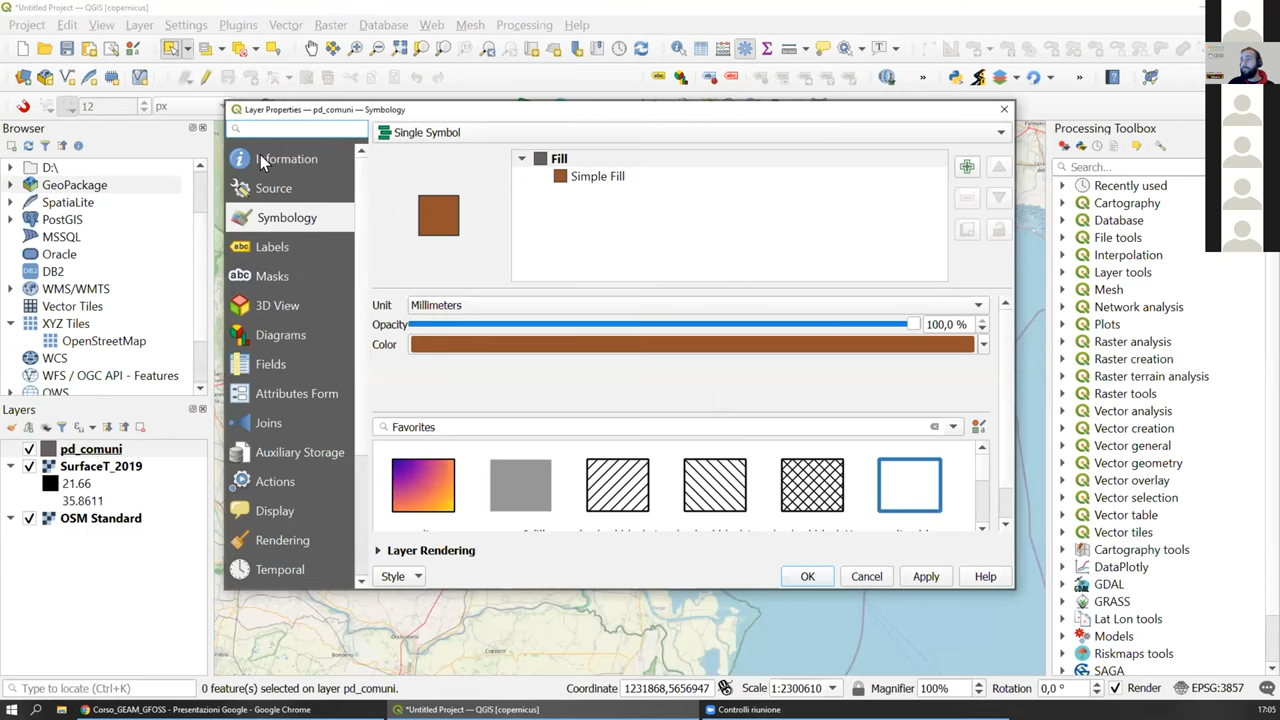 *Untitled Project — QGIS [copernicus]
Project Edit View Layer Settings Plugins Vector Raster Database Web Mesh Processing Help
12 px
Browser
D:\
GeoPackage
SpatiaLite
PostGIS
MSSQL
Oracle
DB2
WMS/WMTS
Vector Tiles
XYZ Tiles
OpenStreetMap
WCS
WFS / OGC API - Features
OWS
Layers
pd_comuni
SurfaceT_2019
21.66
35.8611
OSM Standard
Layer Properties — pd_comuni — Symbology
Information
Source
Symbology
Labels
Masks
3D View
Diagrams
Fields
Attributes Form
Joins
Auxiliary Storage
Actions
Display
Rendering
Temporal
Single Symbol
Fill
Simple Fill
Unit Millimeters
Opacity 100,0 %
Color
Favorites
Layer Rendering
Style OK Cancel Apply Help
Processing Toolbox
Search...
Recently used
Cartography
Database
File tools
Interpolation
Layer tools
Mesh
Network analysis
Plots
Raster analysis
Raster creation
Raster terrain analysis
Raster tools
Vector analysis
Vector creation
Vector general
Vector geometry
Vector overlay
Vector selection
Vector table
Vector tiles
Cartography tools
DataPlotly
GDAL
GRASS
Lat Lon tools
Models
Riskmaps tools
SAGA
Type to locate (Ctrl+K) 0 feature(s) selected on layer pd_comuni. Coordinate 1231868,5656947 Scale 1:2300610 Magnifier 100% Rotation 0,0 ° Render EPSG:3857
Corso_GEAM_GFOSS - Presentazioni Google - Google Chrome *Untitled Project — QGIS [copernicus] Controlli riunione 17:05